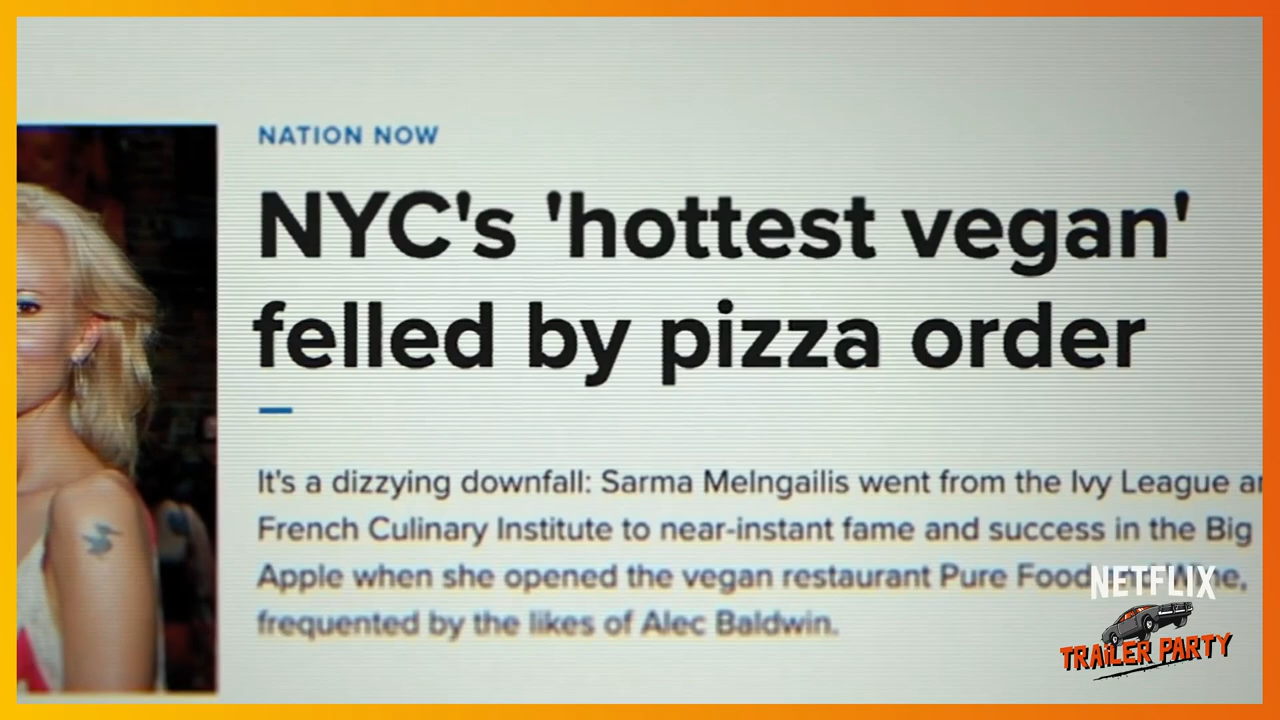 NATION NOW
NYC's 'hottest vegan'
felled by pizza order
It's a dizzying downfall: Sarma Melngailis went from the Ivy League
French Culinary Institute to near-instant fame and success in the Big
Apple when she opened the vegan restaurant Pure Food
frequented by the likes of Alec Baldwin.
NETFLIX
TRAILER PARTY